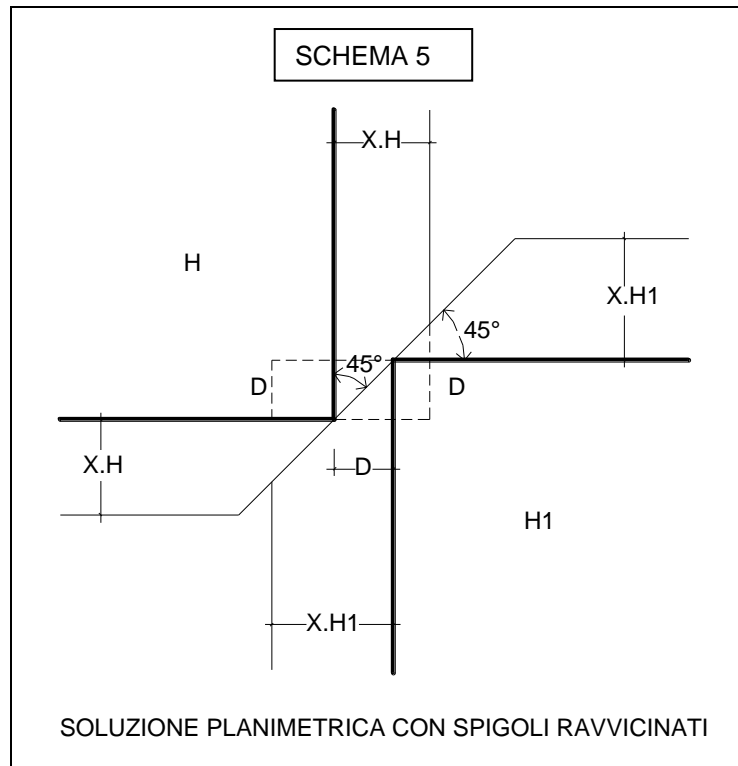 SCHEMA 5
X.H
H
X.H1
45°
45°
D
D
X.H
D
H1
X.H1
SOLUZIONE PLANIMETRICA CON SPIGOLI RAVVICINATI